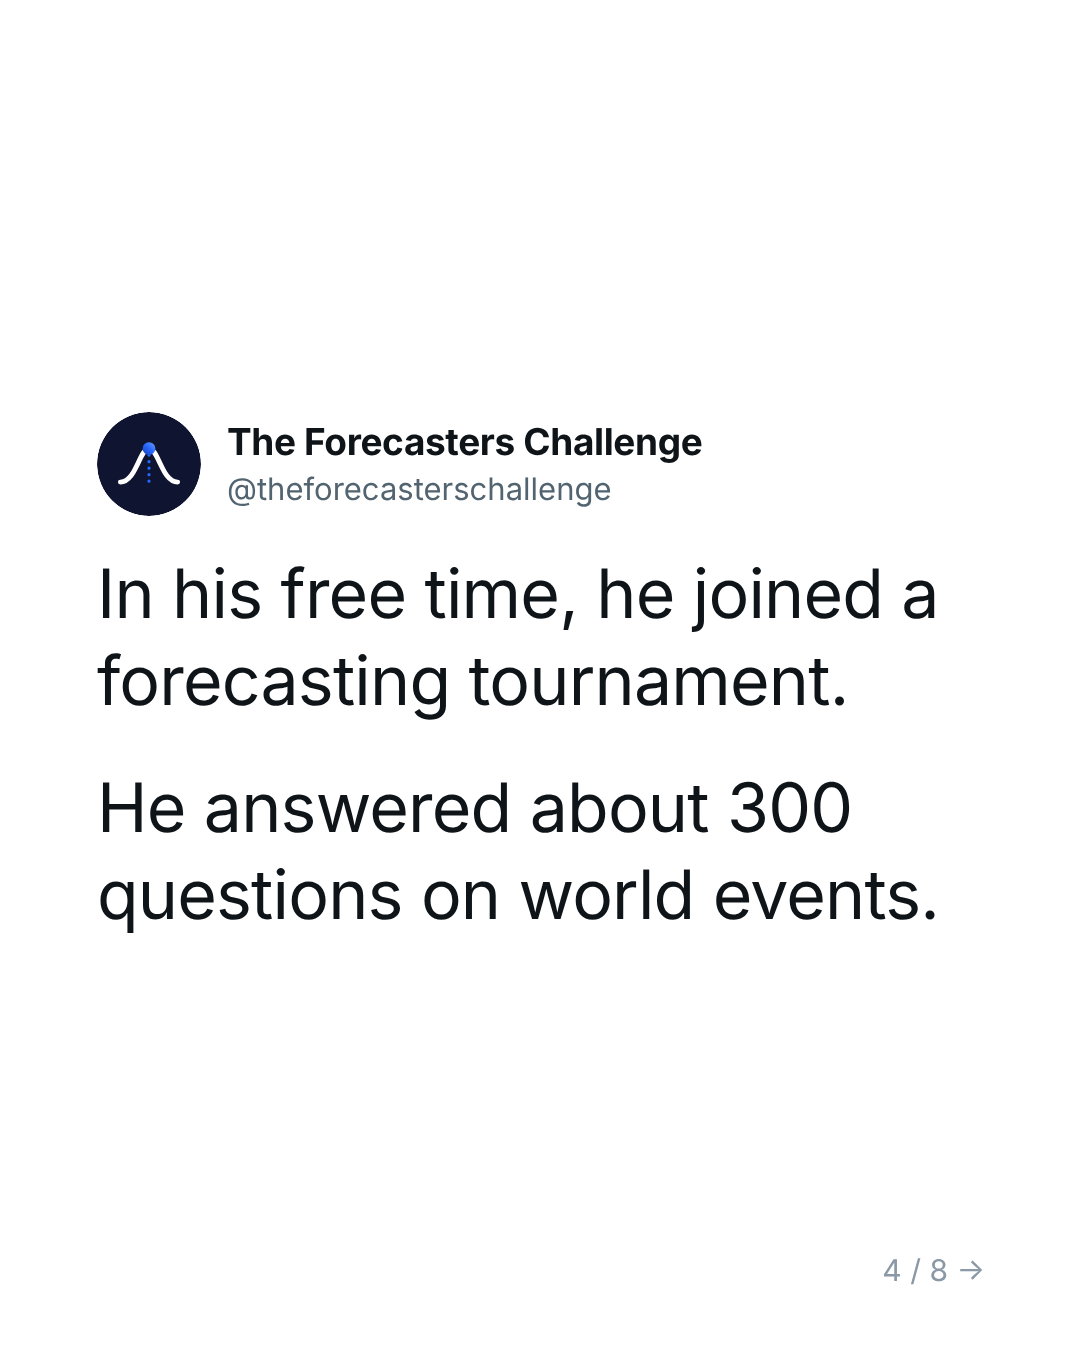 The Forecasters Challenge
@theforecasterschallenge
In his free time, he joined a
forecasting tournament.
He answered about 300
questions on world events.
4 / 8 →